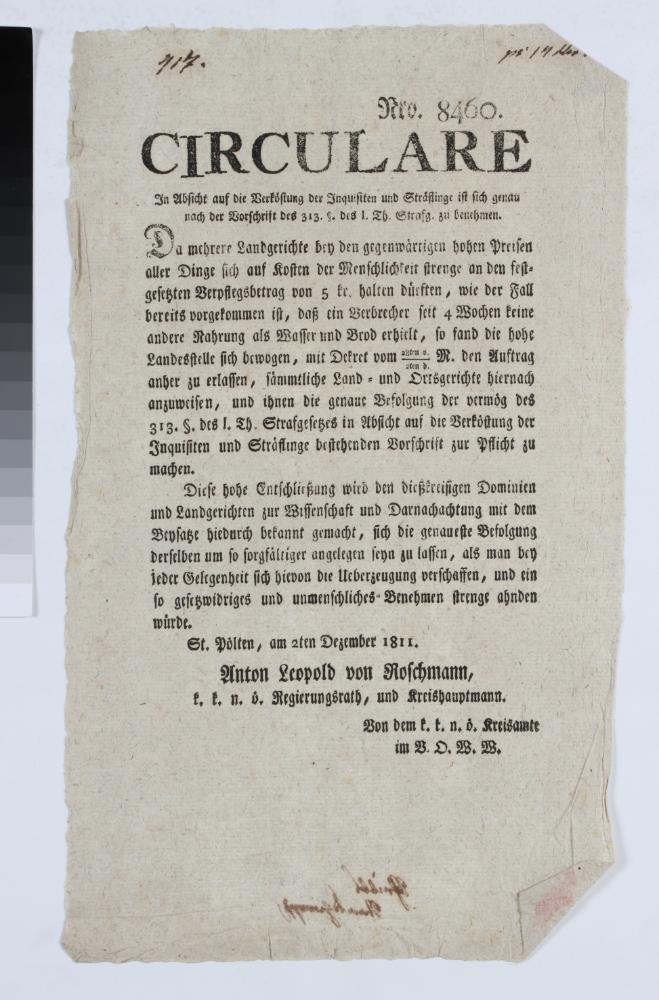 717.
Nro. 8460.
CIRCULARE
In Absicht auf die Verköstung der Inquisiten und Sträflinge ist sich genau
nach der Vorschrift des 313. §. des I. Th. Strafg. zu benehmen.
Da mehrere Landgerichte bey den gegenwärtigen hohen Preisen
aller Dinge sich auf Kosten der Menschlichkeit strenge an den fest-
gesetzten Verpflegsbetrag von 5 kr. halten dürften, wie der Fall
bereits vorgekommen ist, daß ein Verbrecher seit 4 Wochen keine
andere Nahrung als Wasser und Brod erhielt, so fand die hohe
Landesstelle sich bewogen, mit Dekret vom 28ten v. / 2ten d. M. den Auftrag
anher zu erlassen, sämmtliche Land- und Ortsgerichte hiernach
anzuweisen, und ihnen die genaue Befolgung der vermög des
313. §. des I. Th. Strafgesetzes in Absicht auf die Verköstung der
Inquisiten und Sträflinge bestehenden Vorschrift zur Pflicht zu
machen.
Diese hohe Entschließung wird den dießkreisigen Dominien
und Landgerichten zur Wissenschaft und Darnachachtung mit dem
Beysatze hiedurch bekannt gemacht, sich die genaueste Befolgung
derselben um so sorgfältiger angelegen seyn zu lassen, als man bey
jeder Gelegenheit sich hievon die Ueberzeugung verschaffen, und ein
so gesetzwidriges und unmenschliches Benehmen strenge ahnden
würde.
St. Pölten, am 2ten Dezember 1811.
Anton Leopold von Roschmann,
k. k. n. ö. Regierungsrath, und Kreishauptmann.
Von dem k. k. n. ö. Kreisamte
im V. O. W. W.